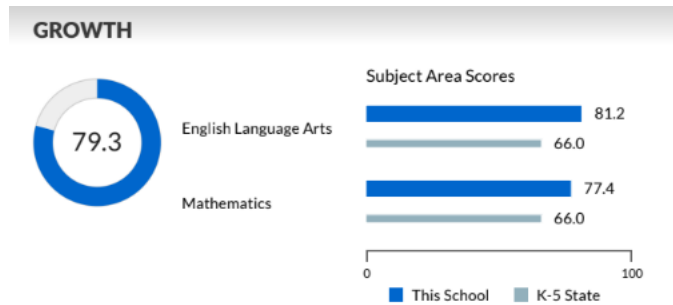 GROWTH
79.3
Subject Area Scores
English Language Arts
81.2
66.0
Mathematics
77.4
66.0
0 100
This School K-5 State